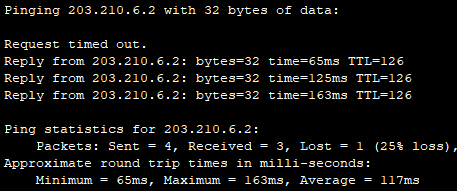 Pinging 203.210.6.2 with 32 bytes of data:
Request timed out.
Reply from 203.210.6.2: bytes=32 time=65ms TTL=126
Reply from 203.210.6.2: bytes=32 time=125ms TTL=126
Reply from 203.210.6.2: bytes=32 time=163ms TTL=126
Ping statistics for 203.210.6.2:
Packets: Sent = 4, Received = 3, Lost = 1 (25% loss),
Approximate round trip times in milli-seconds:
Minimum = 65ms, Maximum = 163ms, Average = 117ms